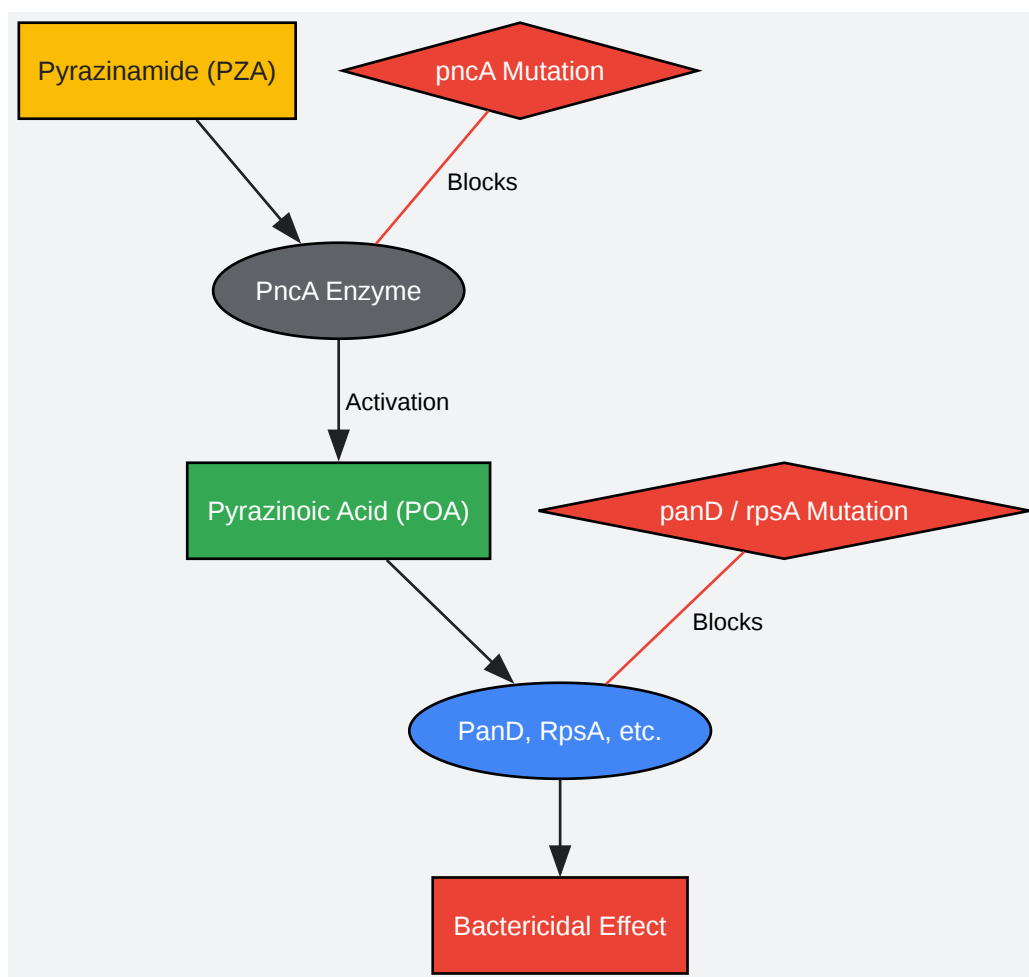 Pyrazinamide (PZA)
pncA Mutation
Blocks
PncA Enzyme
Activation
Pyrazinoic Acid (POA)
panD / rpsA Mutation
Blocks
PanD, RpsA, etc.
Bactericidal Effect